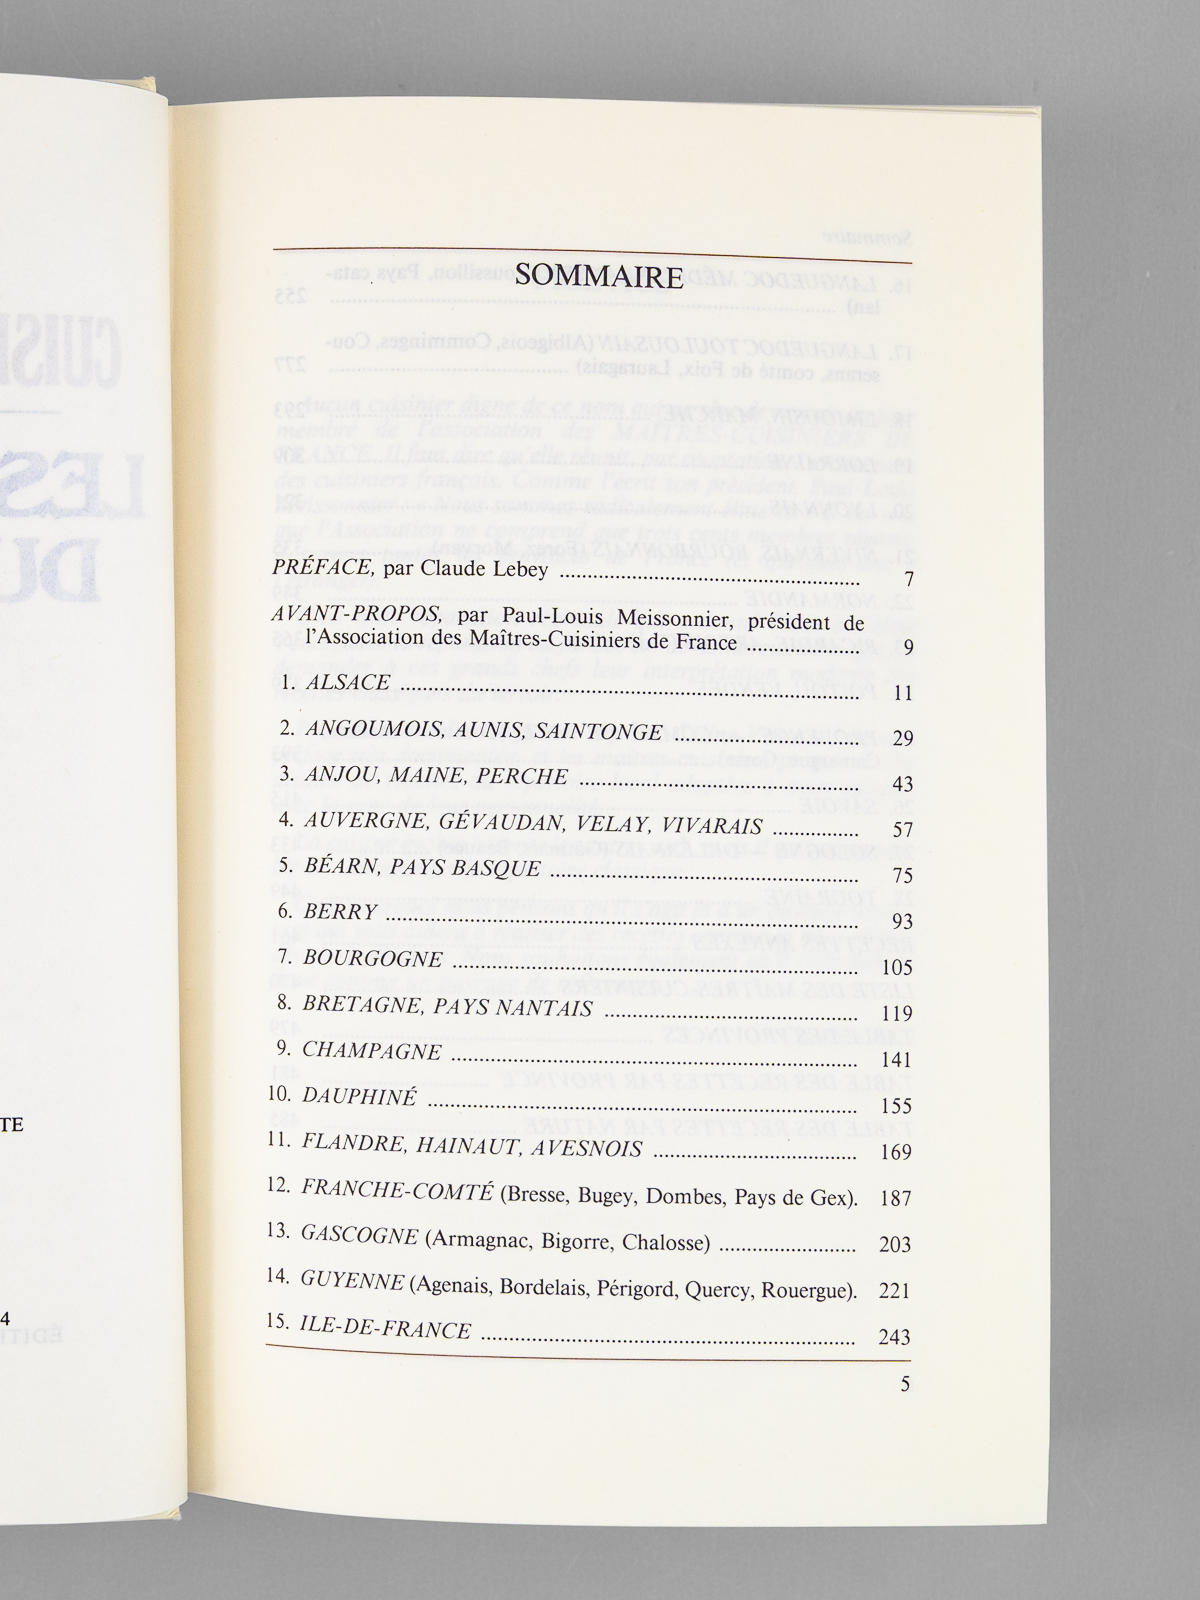 TE
4
SOMMAIRE
PRÉFACE, par Claude Lebey ........ 7
AVANT-PROPOS, par Paul-Louis Meissonnier, président de
l'Association des Maîtres-Cuisiniers de France ........ 9
1. ALSACE ........ 11
2. ANGOUMOIS, AUNIS, SAINTONGE ........ 29
3. ANJOU, MAINE, PERCHE ........ 43
4. AUVERGNE, GÉVAUDAN, VELAY, VIVARAIS ........ 57
5. BÉARN, PAYS BASQUE ........ 75
6. BERRY ........ 93
7. BOURGOGNE ........ 105
8. BRETAGNE, PAYS NANTAIS ........ 119
9. CHAMPAGNE ........ 141
10. DAUPHINÉ ........ 155
11. FLANDRE, HAINAUT, AVESNOIS ........ 169
12. FRANCHE-COMTÉ (Bresse, Bugey, Dombes, Pays de Gex). 187
13. GASCOGNE (Armagnac, Bigorre, Chalosse) ........ 203
14. GUYENNE (Agenais, Bordelais, Périgord, Quercy, Rouergue). 221
15. ILE-DE-FRANCE ........ 243
5